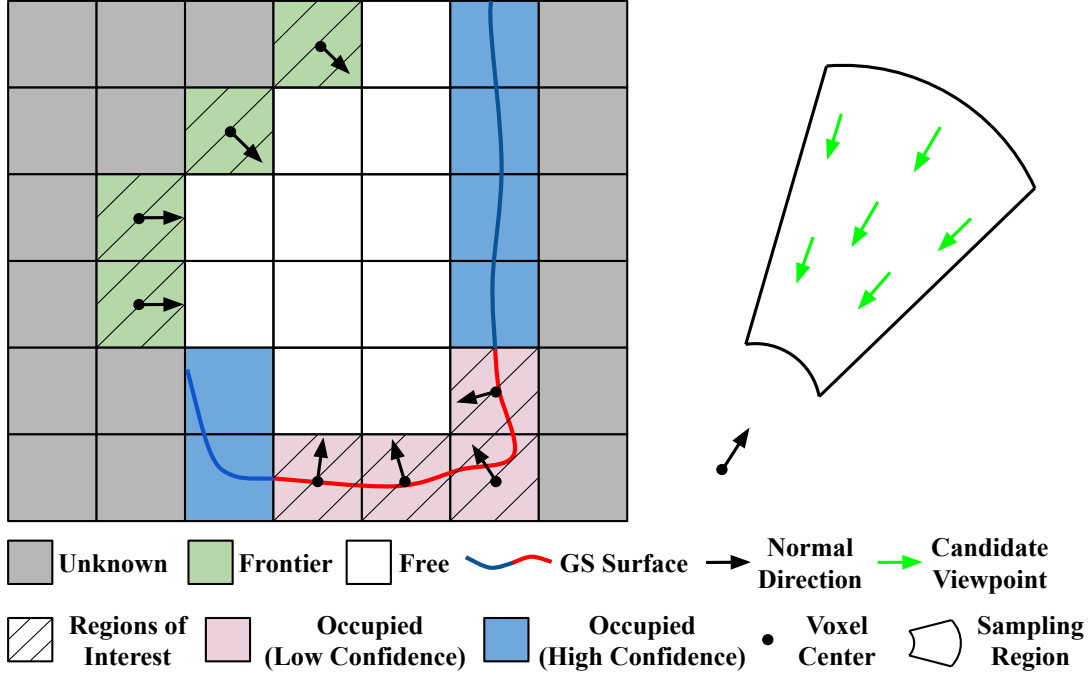 Unknown
Frontier
Free
GS Surface
Normal
Direction
Candidate
Viewpoint
Regions of
Interest
Occupied
(Low Confidence)
Occupied
(High Confidence)
Voxel
Center
Sampling
Region